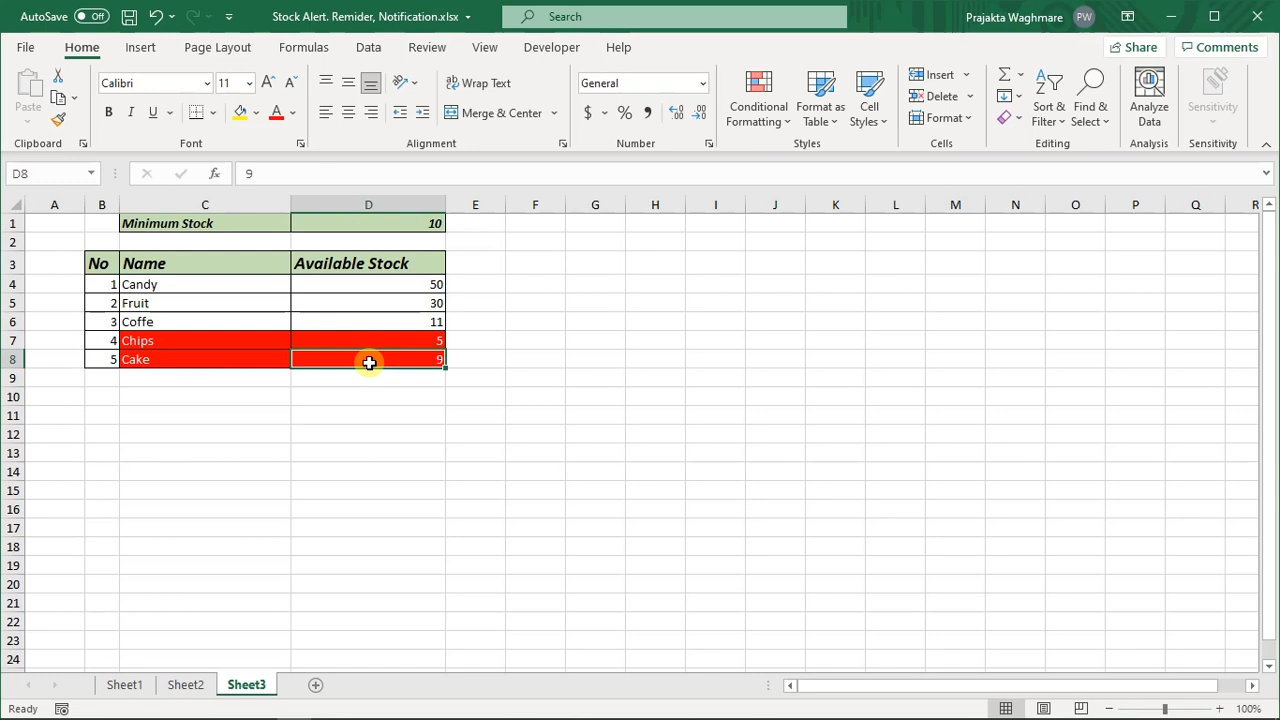 AutoSave Off Stock Alert. Remider, Notification.xlsx Search Prajakta Waghmare PW
File Home Insert Page Layout Formulas Data Review View Developer Help Share Comments
Paste Calibri 11 Wrap Text General Conditional Formatting Format as Table Cell Styles Insert Sort & Filter Find & Select Analyze Data Sensitivity
B I U A Merge & Center $ % Delete
Format
Clipboard Font Alignment Number Styles Cells Editing Analysis Sensitivity
D8 fx 9
A B C D E F G H I J K L M N O P Q R
1 Minimum Stock 10
2
3 No Name Available Stock
4 1 Candy 50
5 2 Fruit 30
6 3 Coffe 11
7 4 Chips 5
8 5 Cake 9
9
10
11
12
13
14
15
16
17
18
19
20
21
22
23
24
Sheet1 Sheet2 Sheet3
Ready 100%